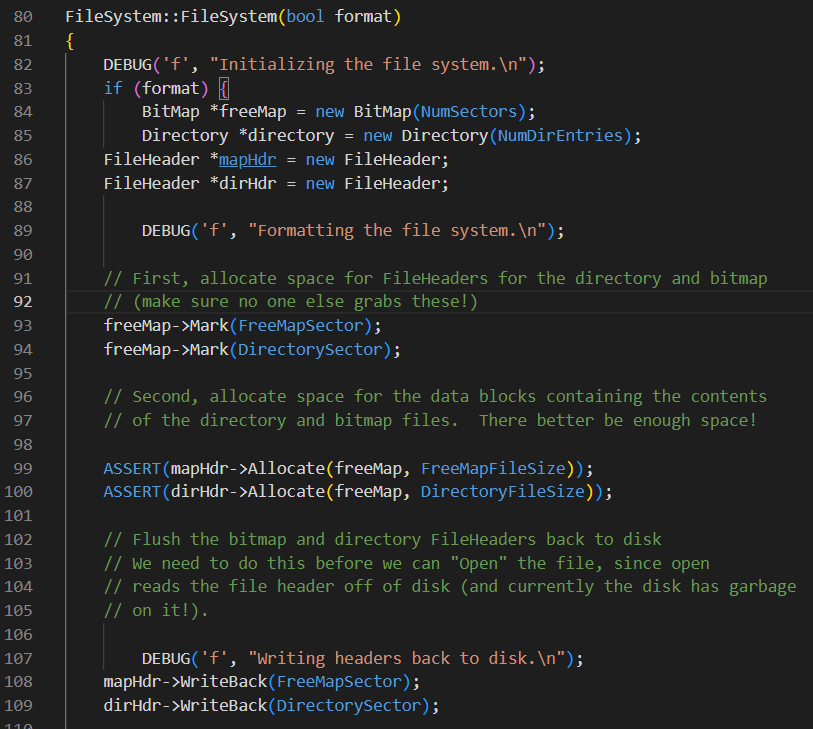 80 FileSystem::FileSystem(bool format)
81 {
82     DEBUG('f', "Initializing the file system.\n");
83     if (format) {
84         BitMap *freeMap = new BitMap(NumSectors);
85         Directory *directory = new Directory(NumDirEntries);
86     FileHeader *mapHdr = new FileHeader;
87     FileHeader *dirHdr = new FileHeader;
88
89         DEBUG('f', "Formatting the file system.\n");
90
91     // First, allocate space for FileHeaders for the directory and bitmap
92     // (make sure no one else grabs these!)
93     freeMap->Mark(FreeMapSector);
94     freeMap->Mark(DirectorySector);
95
96     // Second, allocate space for the data blocks containing the contents
97     // of the directory and bitmap files.  There better be enough space!
98
99     ASSERT(mapHdr->Allocate(freeMap, FreeMapFileSize));
100     ASSERT(dirHdr->Allocate(freeMap, DirectoryFileSize));
101
102     // Flush the bitmap and directory FileHeaders back to disk
103     // We need to do this before we can "Open" the file, since open
104     // reads the file header off of disk (and currently the disk has garbage
105     // on it!).
106
107         DEBUG('f', "Writing headers back to disk.\n");
108     mapHdr->WriteBack(FreeMapSector);
109     dirHdr->WriteBack(DirectorySector);
110